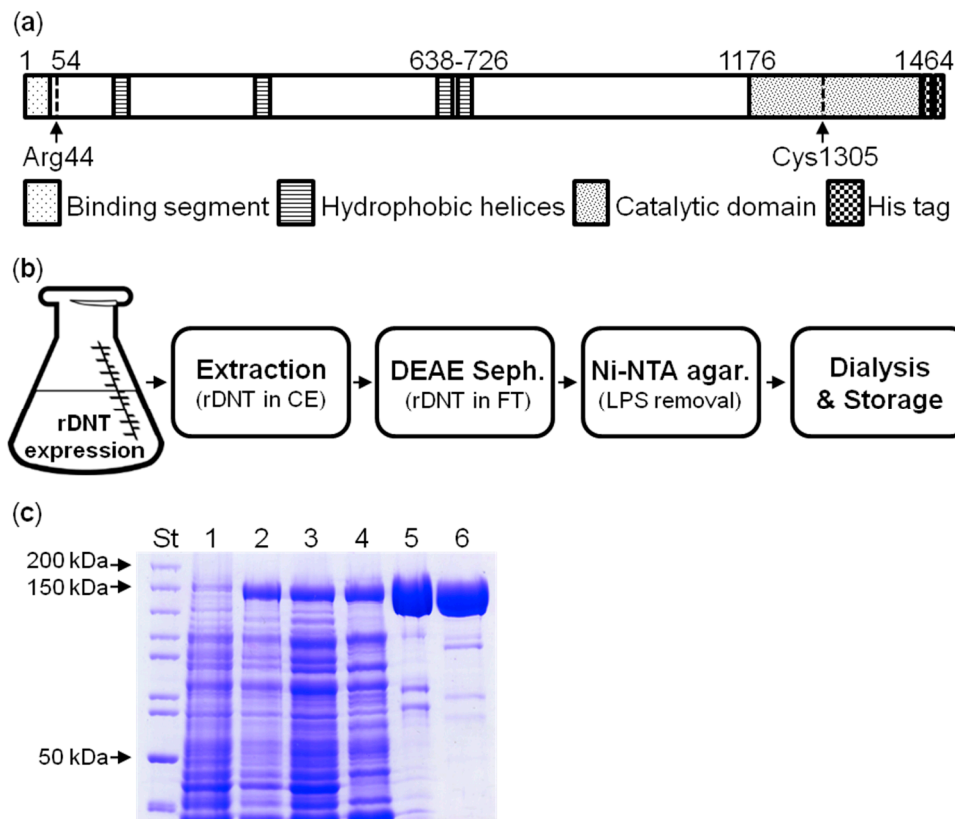 (a)
1 54 638-726 1176 1464
Arg44 Cys1305
Binding segment Hydrophobic helices Catalytic domain His tag
(b)
rDNT
expression
Extraction
(rDNT in CE)
DEAE Seph.
(rDNT in FT)
Ni-NTA agar.
(LPS removal)
Dialysis
& Storage
(c)
St 1 2 3 4 5 6
200 kDa
150 kDa
50 kDa